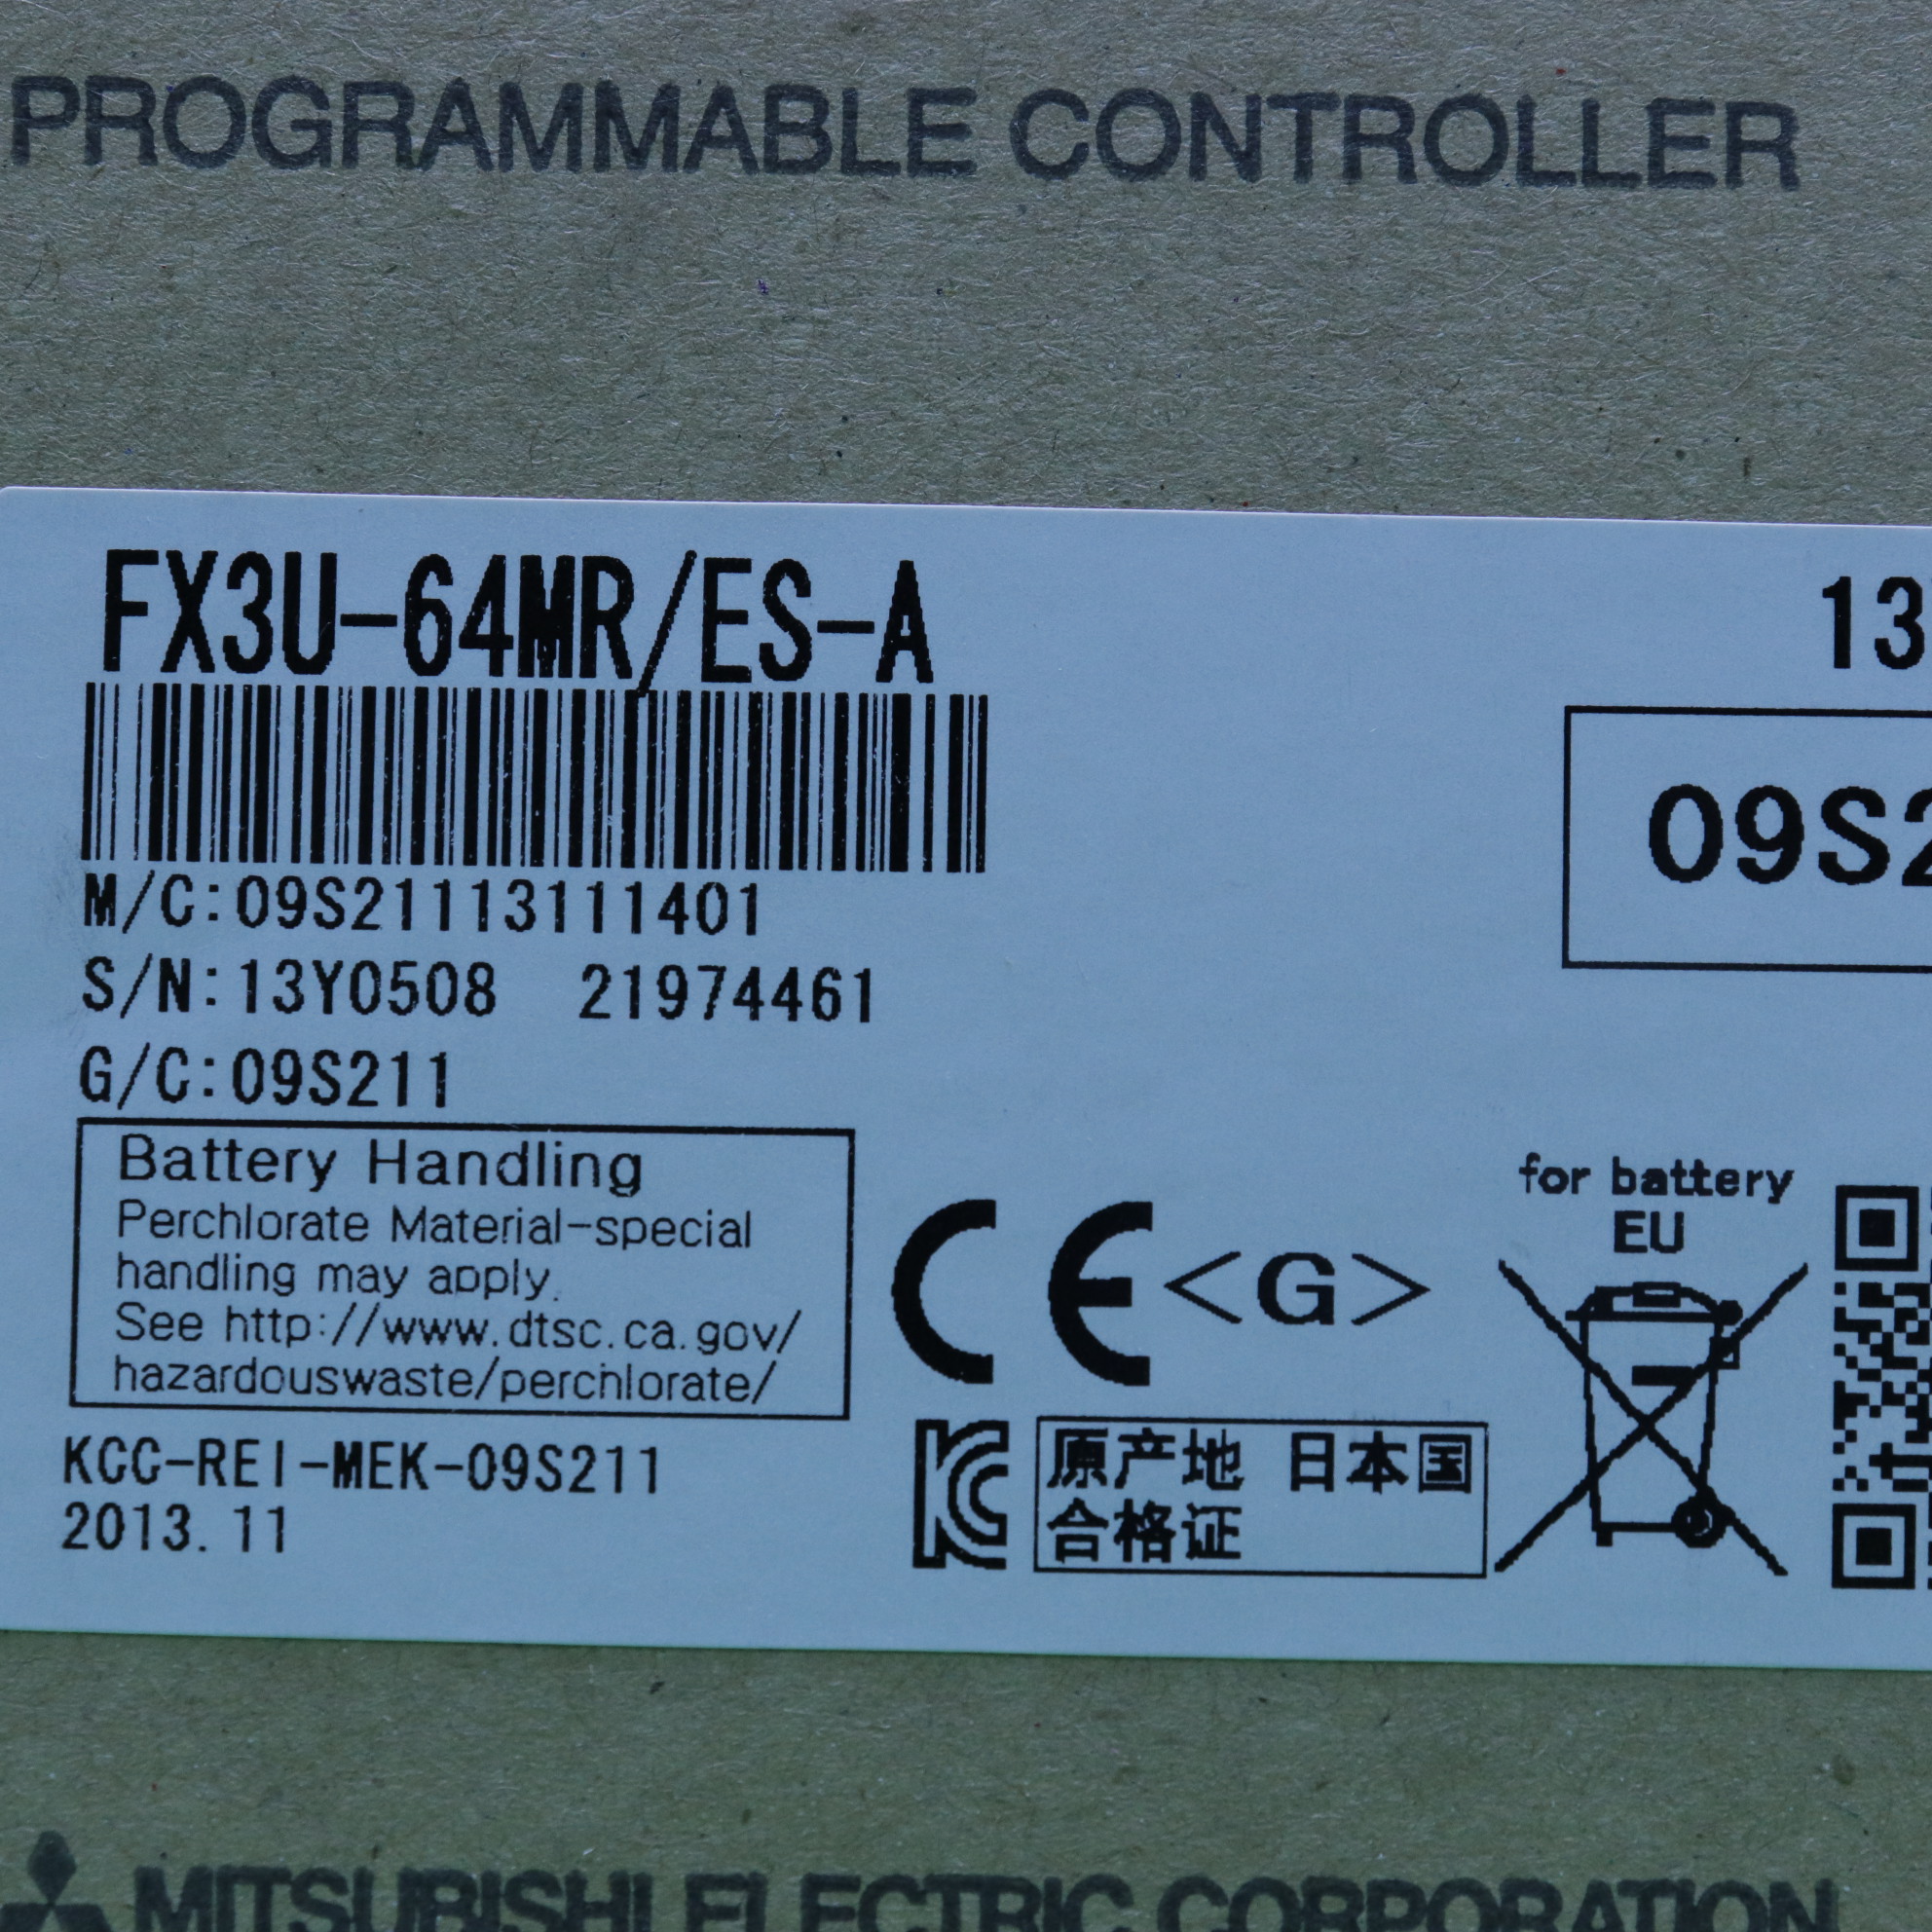 PROGRAMMABLE CONTROLLER
FX3U-64MR/ES-A
13
09S2
M/C:09S21113111401
S/N:13Y0508 21974461
G/C:09S211
Battery Handling
Perchlorate Material-special
handling may apply.
See http://www.dtsc.ca.gov/
hazardouswaste/perchlorate/
CE<G>
for battery
EU
KCC-REI-MEK-09S211
2013.11
原产地 日本国
合格证
MITSUBISHI ELECTRIC CORPORATION